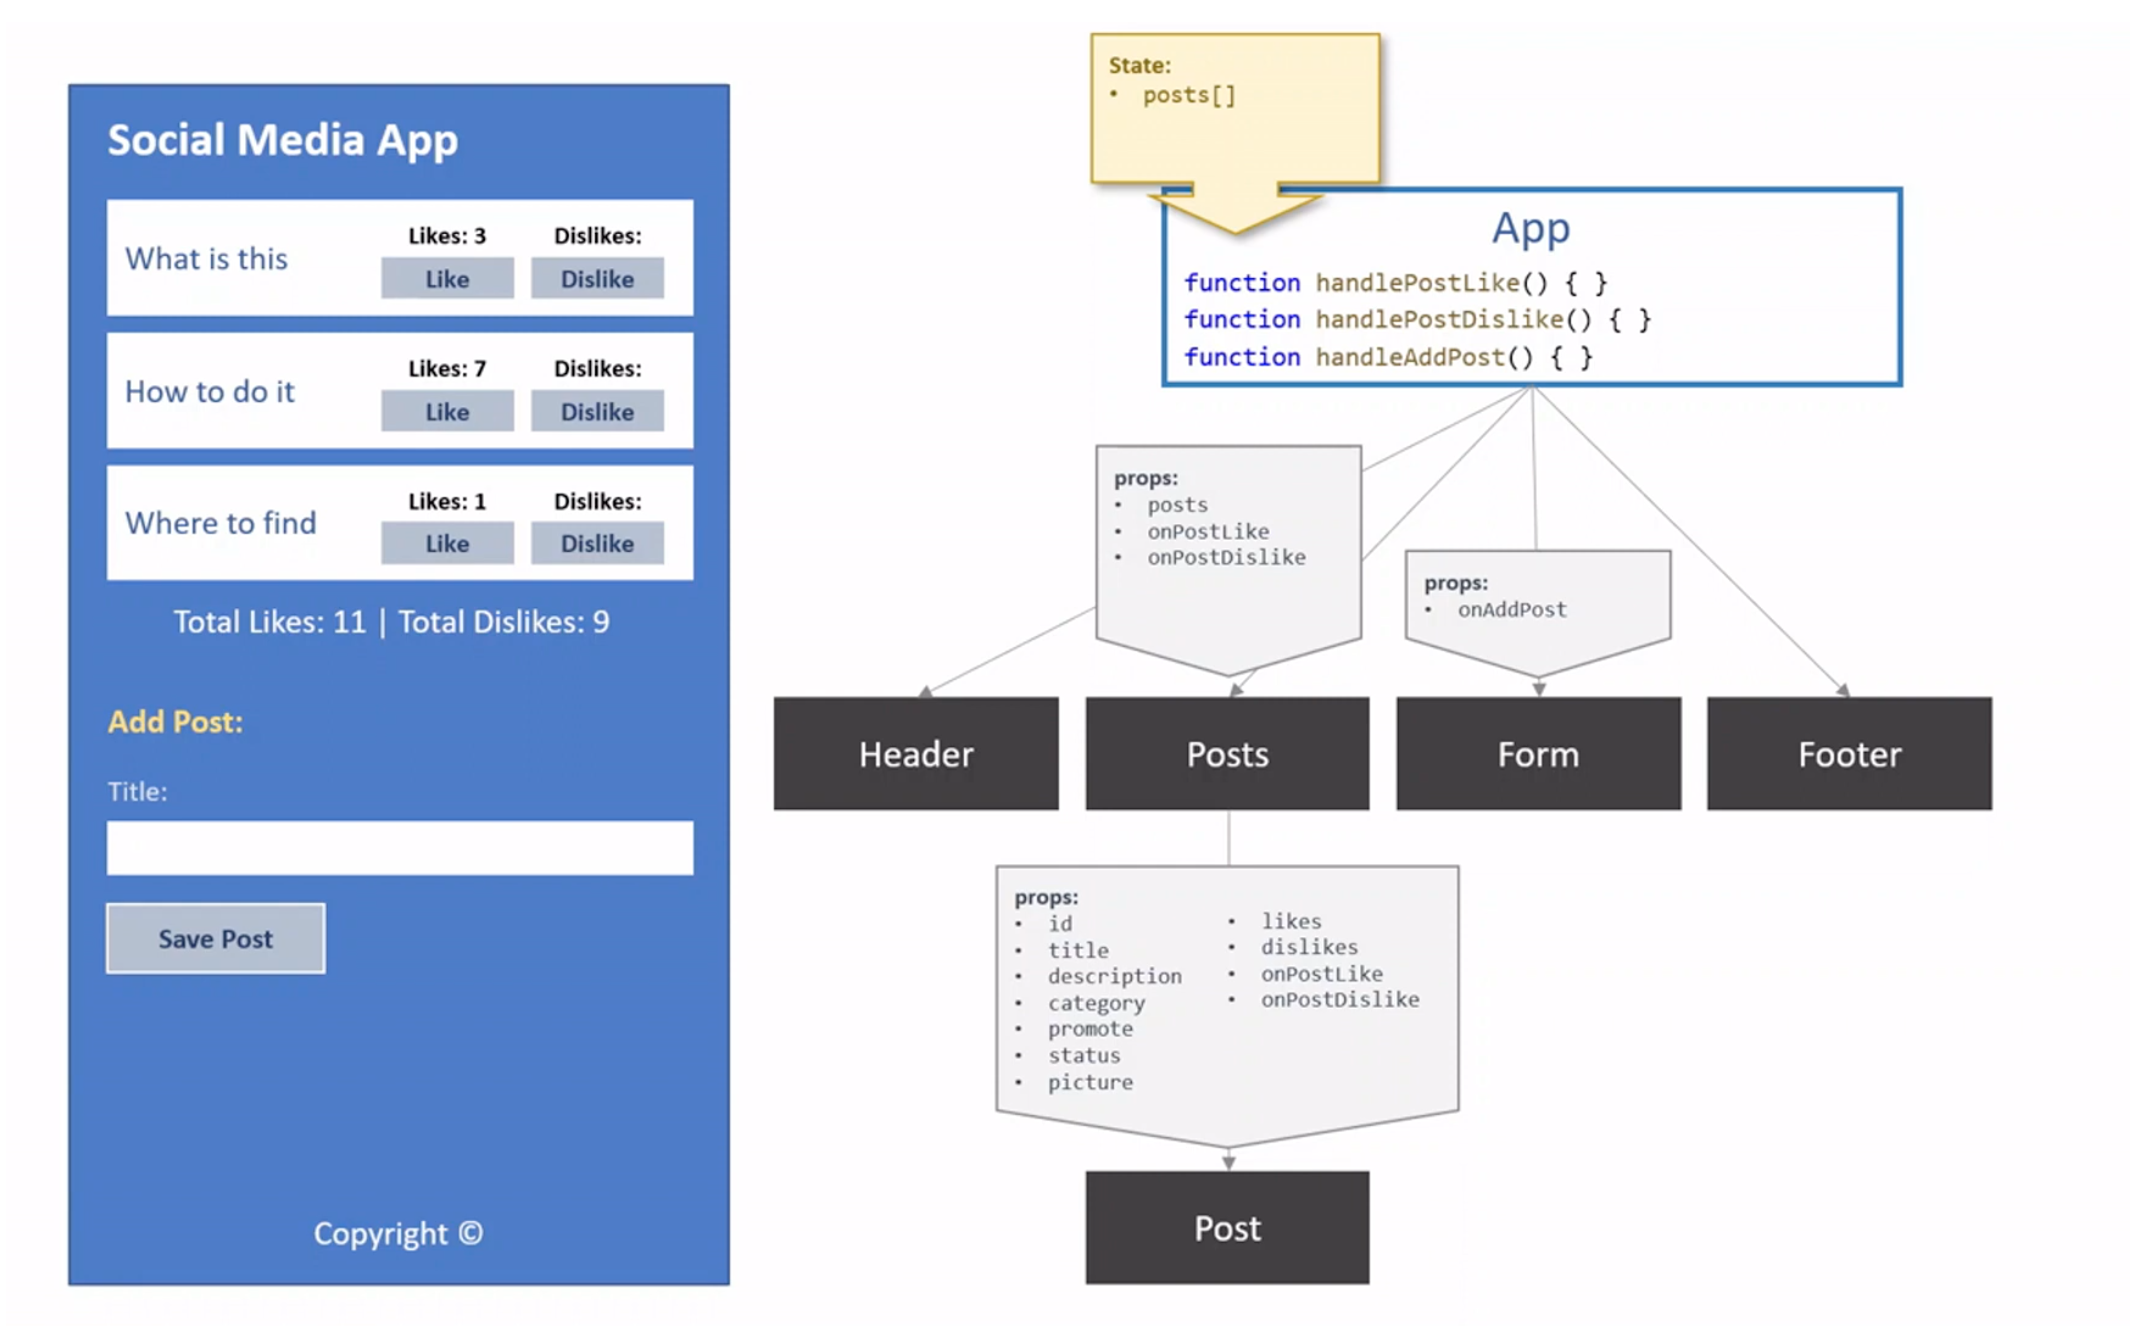 Social Media App
What is this
Likes: 3
Dislikes:
Like
Dislike
How to do it
Likes: 7
Dislikes:
Like
Dislike
Where to find
Likes: 1
Dislikes:
Like
Dislike
Total Likes: 11 | Total Dislikes: 9
Add Post:
Title:
Save Post
Copyright ©
State:
• posts[]
App
function handlePostLike() { }
function handlePostDislike() { }
function handleAddPost() { }
props:
• posts
• onPostLike
• onPostDislike
props:
• onAddPost
Header
Posts
Form
Footer
props:
• id
• title
• description
• category
• promote
• status
• picture
• likes
• dislikes
• onPostLike
• onPostDislike
Post